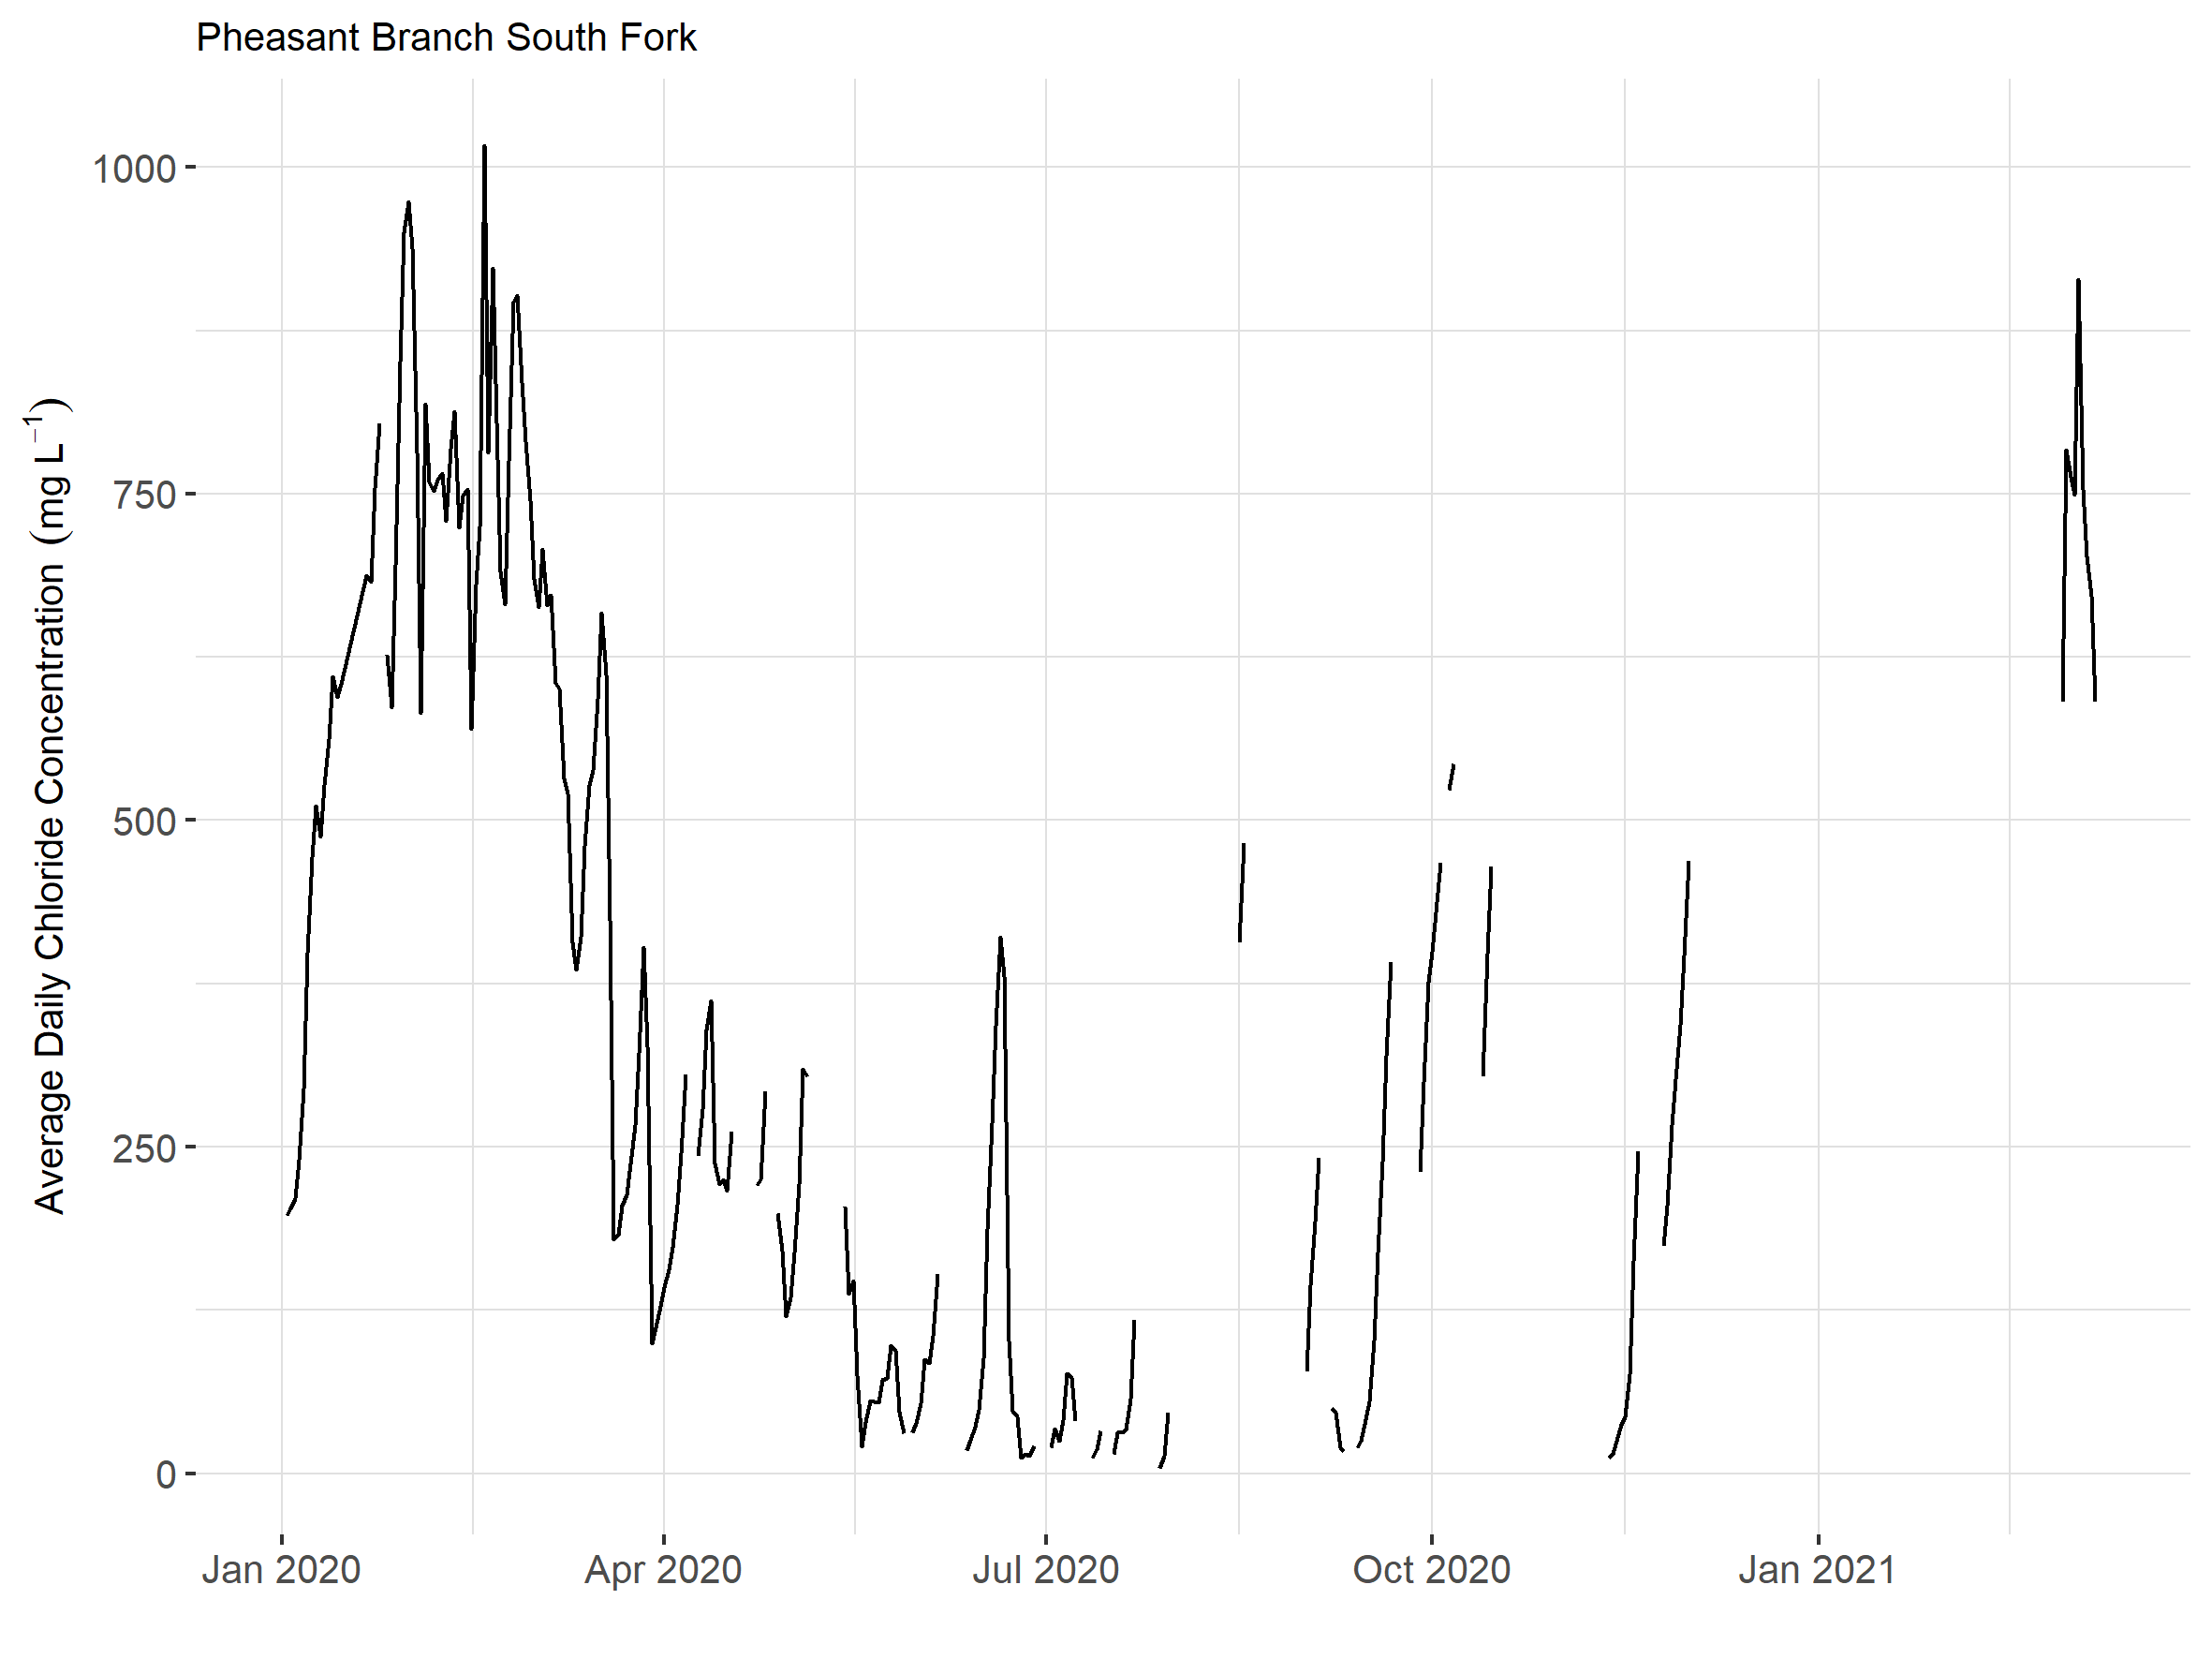 Pheasant Branch South Fork
Average Daily Chloride Concentration (mg L⁻¹)
1000
750
500
250
0
Jan 2020
Apr 2020
Jul 2020
Oct 2020
Jan 2021